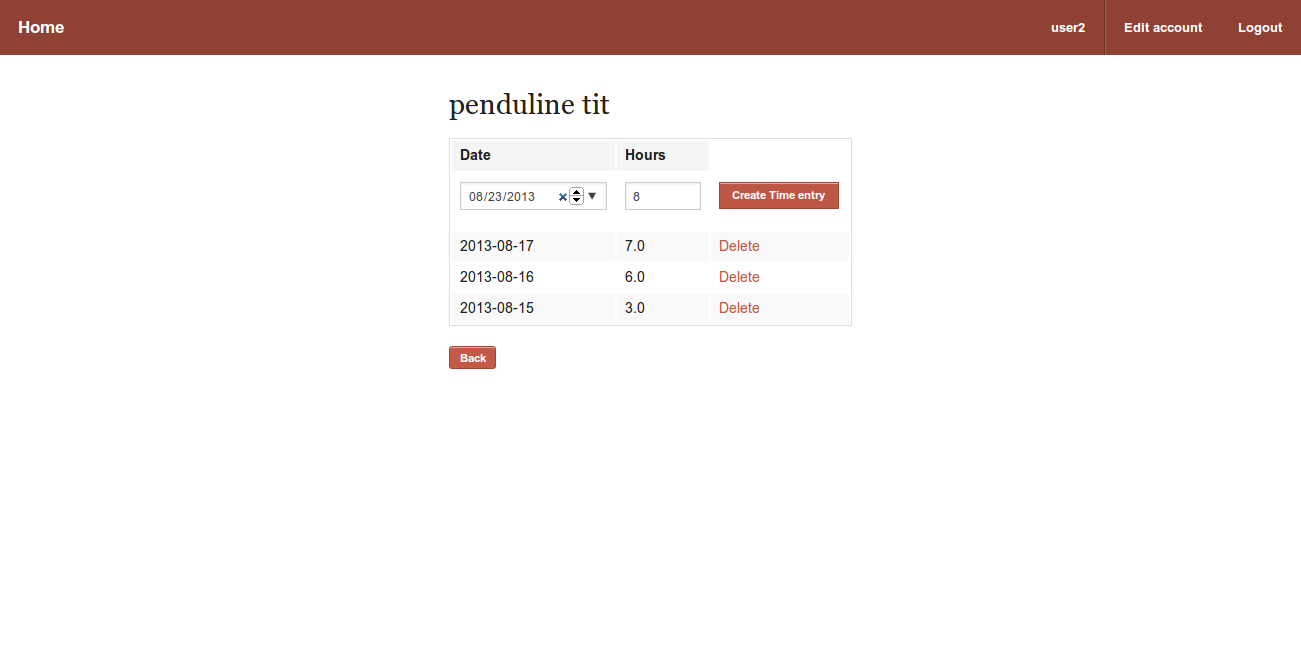 Home user2 Edit account Logout
penduline tit
Date Hours
08/23/2013 8 Create Time entry
2013-08-17 7.0 Delete
2013-08-16 6.0 Delete
2013-08-15 3.0 Delete
Back